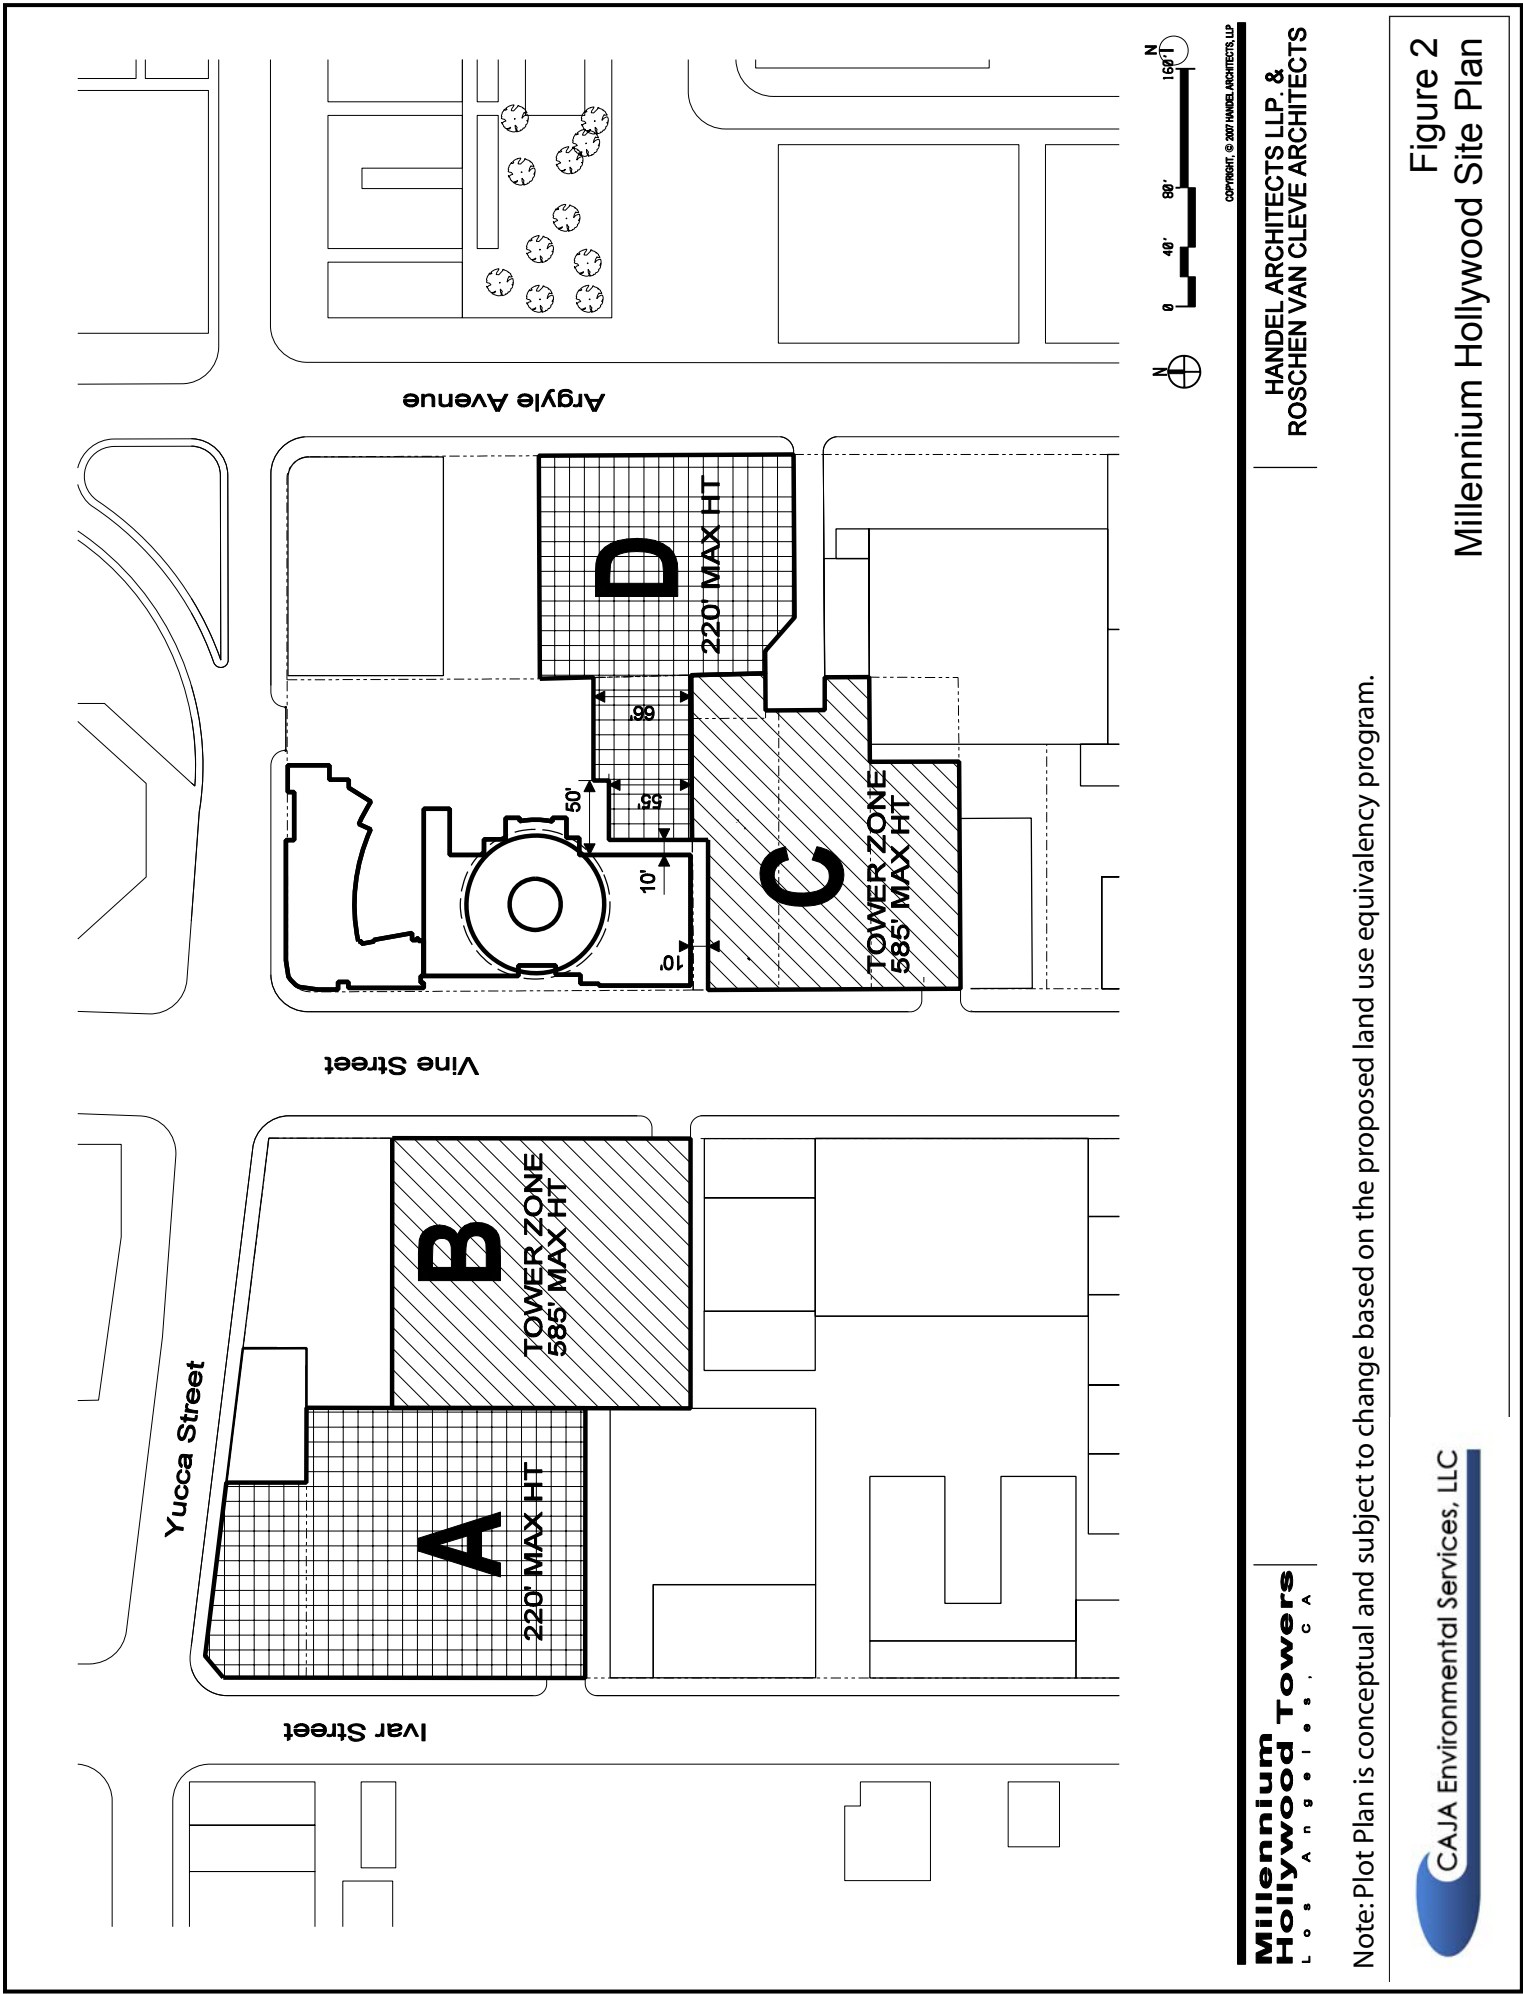 Yucca Street
Ivar Street
Vine Street
Argyle Avenue
A
220' MAX HT
B
TOWER ZONE
585' MAX HT
C
TOWER ZONE
585' MAX HT
D
220' MAX HT
10'
10'
50'
55'
66'
N
0
40'
80'
160'
N
COPYRIGHT, © 2007 HANDEL ARCHITECTS, LLP
Millennium
Hollywood Towers
Los Angeles, CA
HANDEL ARCHITECTS LLP. &
ROSCHEN VAN CLEVE ARCHITECTS
Note: Plot Plan is conceptual and subject to change based on the proposed land use equivalency program.
CAJA Environmental Services, LLC
Figure 2
Millennium Hollywood Site Plan